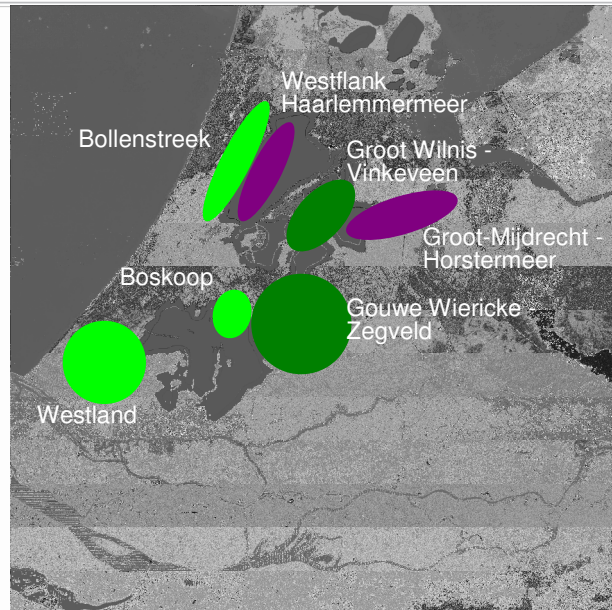 Westflank
Haarlemmermeer
Bollenstreek
Groot Wilnis -
Vinkeveen
Groot-Mijdrecht -
Horstermeer
Boskoop
Gouwe Wiericke -
Zegveld
Westland